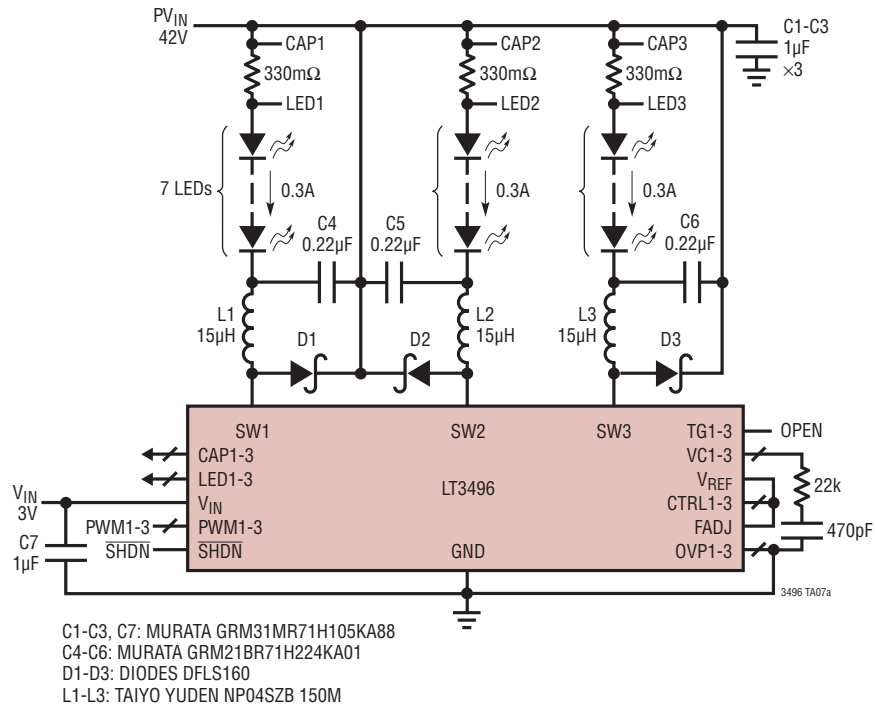 PVIN
42V
CAP1
CAP2
CAP3
C1-C3
1µF
×3
330mΩ
330mΩ
330mΩ
LED1
LED2
LED3
7 LEDs
0.3A
0.3A
0.3A
C4
0.22µF
C5
0.22µF
C6
0.22µF
L1
15µH
L2
15µH
L3
15µH
D1
D2
D3
SW1
SW2
SW3
TG1-3
OPEN
CAP1-3
VC1-3
LED1-3
LT3496
VREF
22k
VIN
3V
VIN
CTRL1-3
PWM1-3
PWM1-3
FADJ
470pF
C7
1µF
SHDN
SHDN
GND
OVP1-3
3496 TA07a
C1-C3, C7: MURATA GRM31MR71H105KA88
C4-C6: MURATA GRM21BR71H224KA01
D1-D3: DIODES DFLS160
L1-L3: TAIYO YUDEN NP04SZB 150M